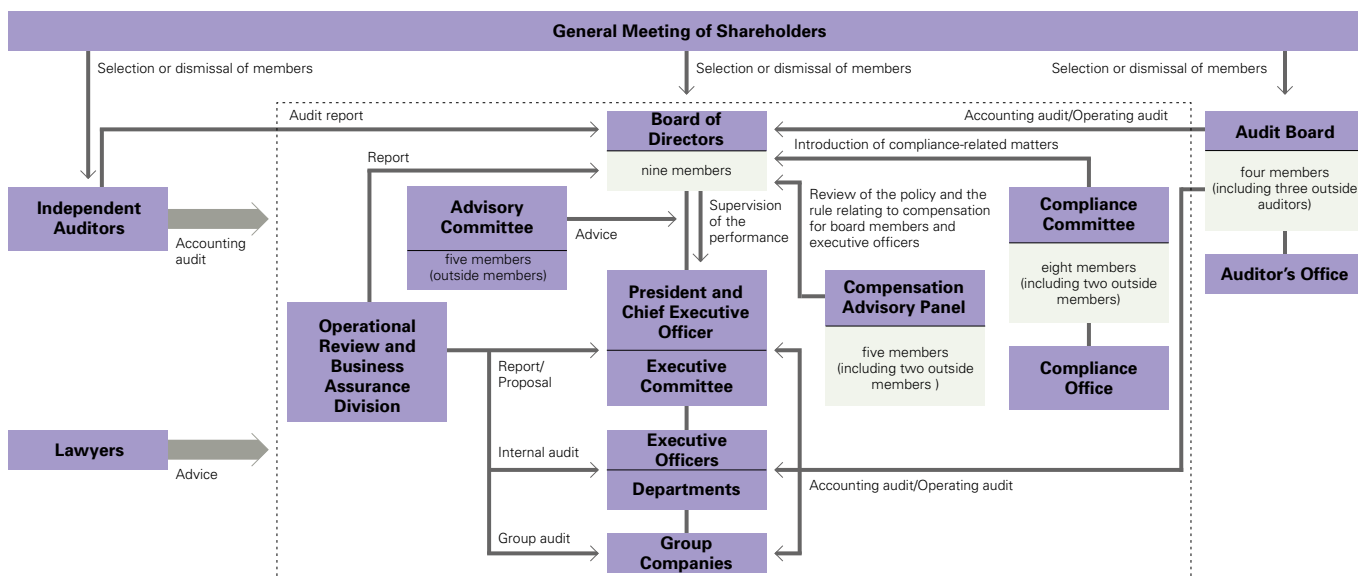 General Meeting of Shareholders
Selection or dismissal of members
Selection or dismissal of members
Selection or dismissal of members
Audit report
Board of
Directors
nine members
Accounting audit/Operating audit
Audit Board
four members
(including three outside
auditors)
Auditor's Office
Introduction of compliance-related matters
Report
Independent
Auditors
Accounting
audit
Advisory
Committee
five members
(outside members)
Advice
Supervision
of the
performance
Review of the policy and the
rule relating to compensation
for board members and
executive officers
Compliance
Committee
eight members
(including two outside
members)
Compliance
Office
Compensation
Advisory Panel
five members
(including two outside
members )
President and
Chief Executive
Officer
Executive
Committee
Operational
Review and
Business
Assurance
Division
Report/
Proposal
Lawyers
Advice
Internal audit
Executive
Officers
Departments
Accounting audit/Operating audit
Group audit
Group
Companies